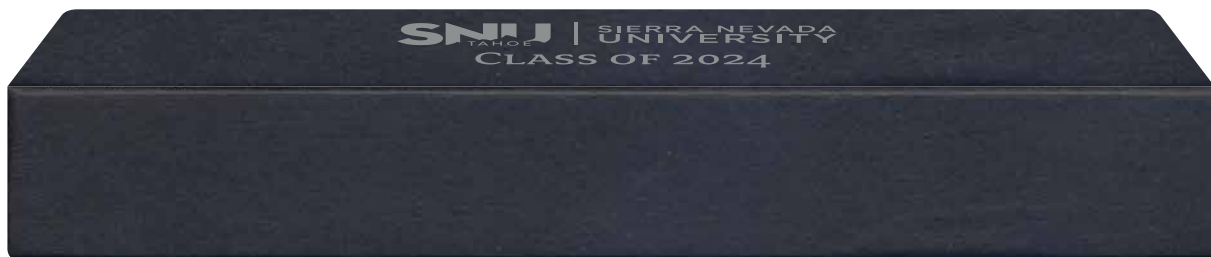 SNU | SIERRA NEVADA
TAHOE UNIVERSITY
CLASS OF 2024